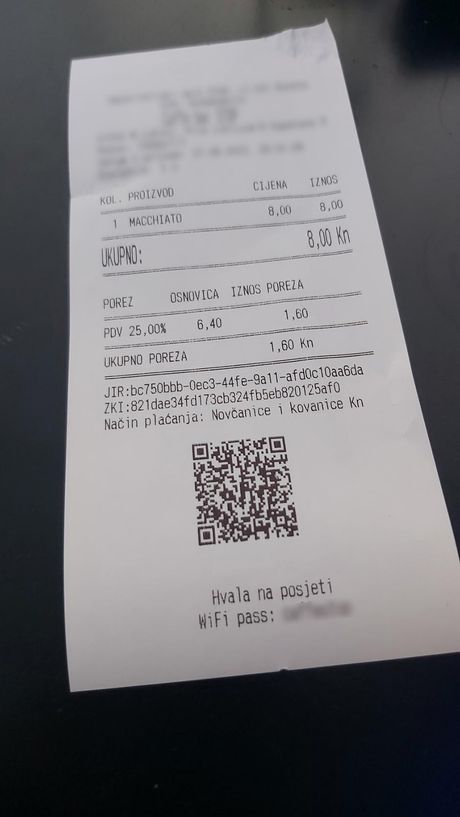 KOL. PROIZVOD CIJENA IZNOS
1 MACCHIATO 8,00 8,00
UKUPNO: 8,00 Kn
POREZ OSNOVICA IZNOS POREZA
PDV 25,00% 6,40 1,60
UKUPNO POREZA 1,60 Kn
JIR:bc750bbb-0ec3-44fe-9a11-afd0c10aa6da
ZKI:821dae34fd173cb324fb5eb820125af0
Način plaćanja: Novčanice i kovanice Kn
Hvala na posjeti
WiFi pass: